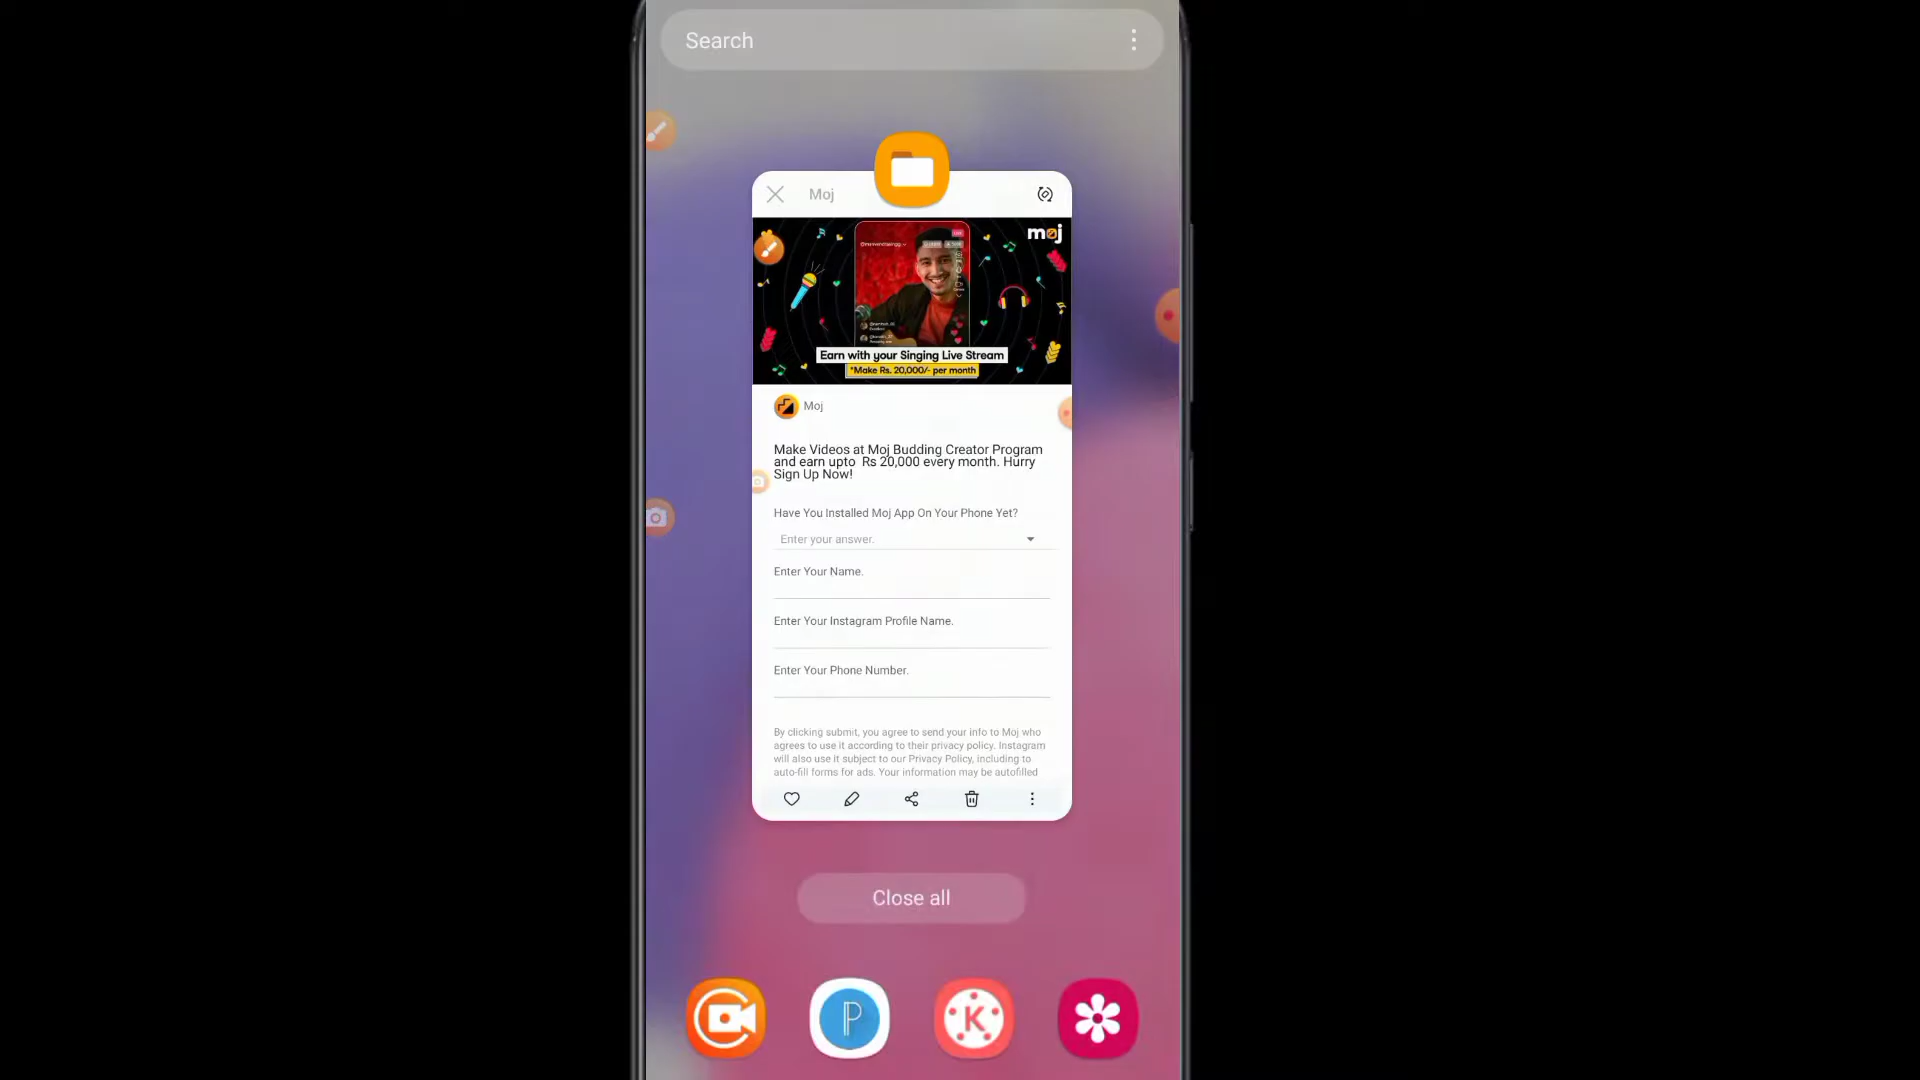 Search
Moj
moj
Earn with your Singing Live Stream
*Make Rs. 20,000/- per month
Moj
Make Videos at Moj Budding Creator Program
and earn upto Rs 20,000 every month. Hurry
Sign Up Now!
Have You Installed Moj App On Your Phone Yet?
Enter your answer.
Enter Your Name.
Enter Your Instagram Profile Name.
Enter Your Phone Number.
By clicking submit, you agree to send your info to Moj who
agrees to use it according to their privacy policy. Instagram
will also use it subject to our Privacy Policy, including to
auto-fill forms for ads. Your information may be autofilled
Close all
P
K